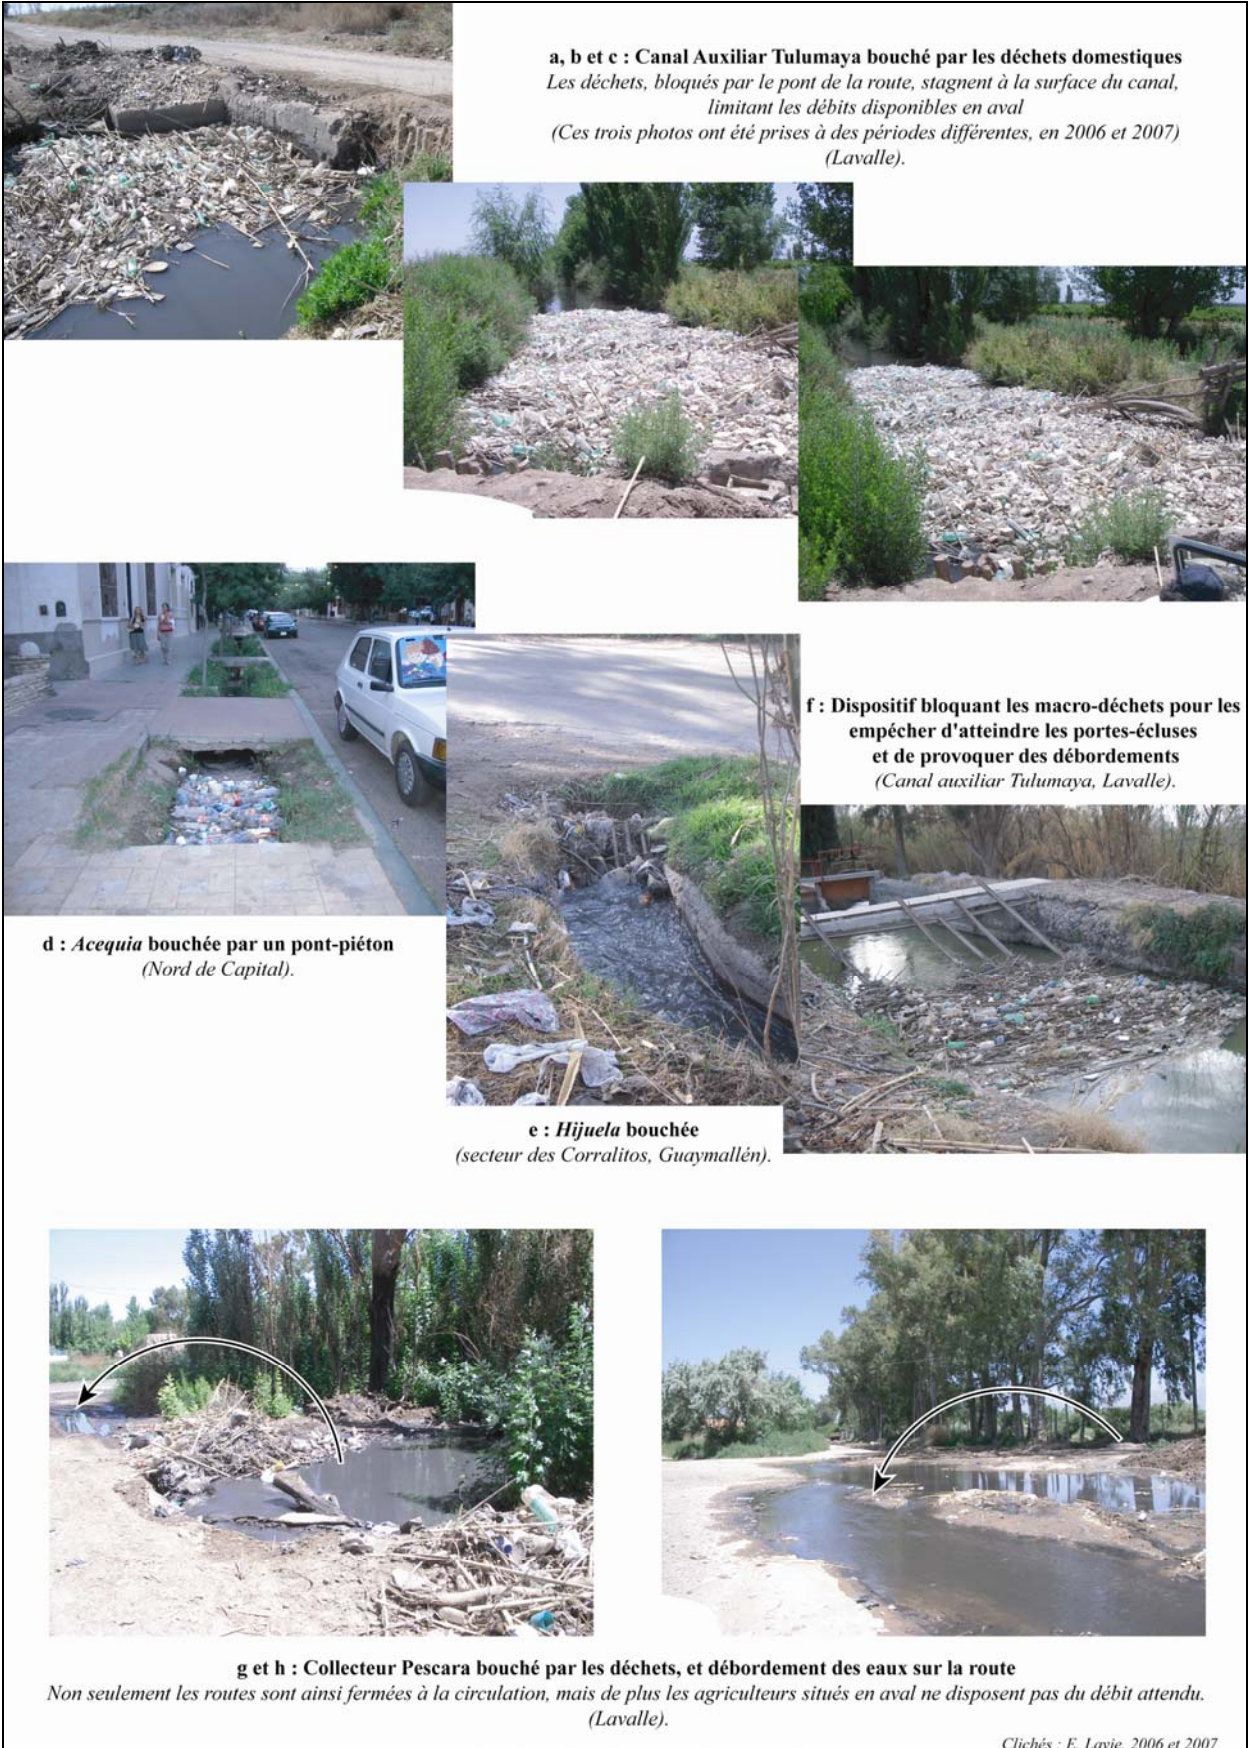 a, b et c : Canal Auxiliar Tulumaya bouché par les déchets domestiques
Les déchets, bloqués par le pont de la route, stagnent à la surface du canal,
limitant les débits disponibles en aval
(Ces trois photos ont été prises à des périodes différentes, en 2006 et 2007)
(Lavalle).
f : Dispositif bloquant les macro-déchets pour les
empécher d'atteindre les portes-écluses
et de provoquer des débordements
(Canal auxiliar Tulumaya, Lavalle).
d : Acequia bouchée par un pont-piéton
(Nord de Capital).
e : Hijuela bouchée
(secteur des Corralitos, Guaymallén).
g et h : Collecteur Pescara bouché par les déchets, et débordement des eaux sur la route
Non seulement les routes sont ainsi fermées à la circulation, mais de plus les agriculteurs situés en aval ne disposent pas du débit attendu.
(Lavalle).
Clichés : E. Lavie, 2006 et 2007